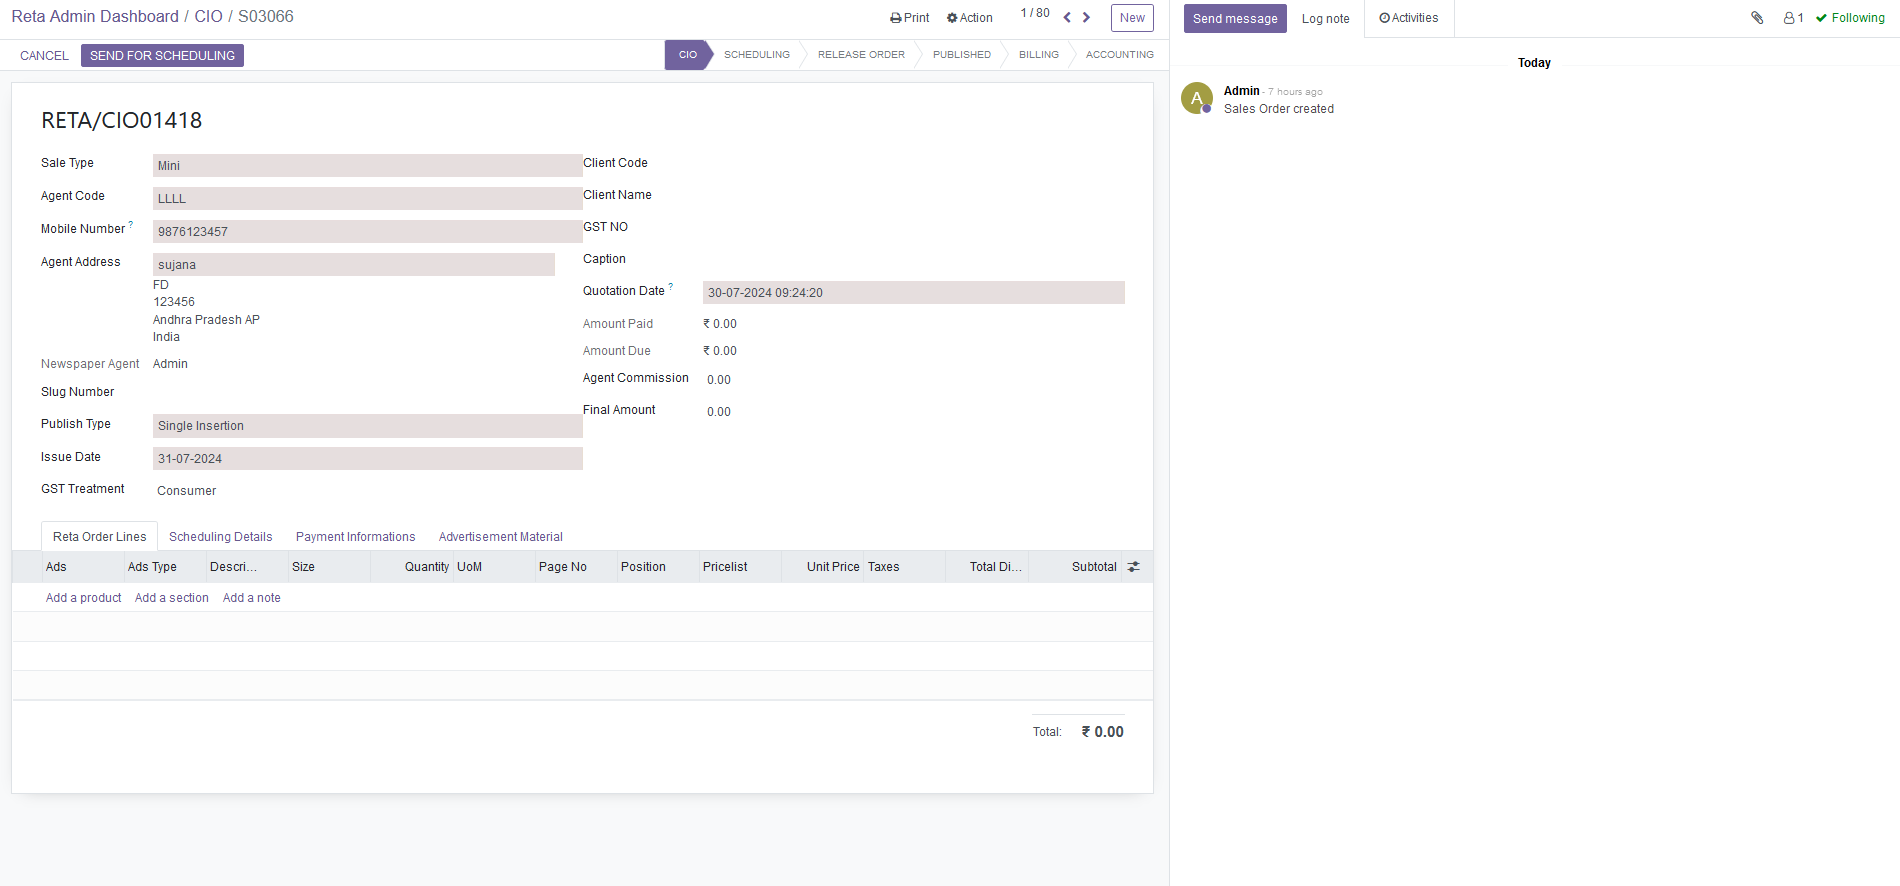 Reta Admin Dashboard / CIO / S03066
Print Action 1 / 80 New
CANCEL SEND FOR SCHEDULING
CIO SCHEDULING RELEASE ORDER PUBLISHED BILLING ACCOUNTING
RETA/CIO01418
Sale Type Mini
Agent Code LLLL
Mobile Number ? 9876123457
Agent Address sujana
FD
123456
Andhra Pradesh AP
India
Newspaper Agent Admin
Slug Number
Publish Type Single Insertion
Issue Date 31-07-2024
GST Treatment Consumer
Client Code
Client Name
GST NO
Caption
Quotation Date ? 30-07-2024 09:24:20
Amount Paid ₹ 0.00
Amount Due ₹ 0.00
Agent Commission 0.00
Final Amount 0.00
Reta Order Lines Scheduling Details Payment Informations Advertisement Material
Ads Ads Type Descri... Size Quantity UoM Page No Position Pricelist Unit Price Taxes Total Di... Subtotal
Add a product Add a section Add a note
Total: ₹ 0.00
Send message Log note Activities 1 Following
Today
A
Admin - 7 hours ago
Sales Order created